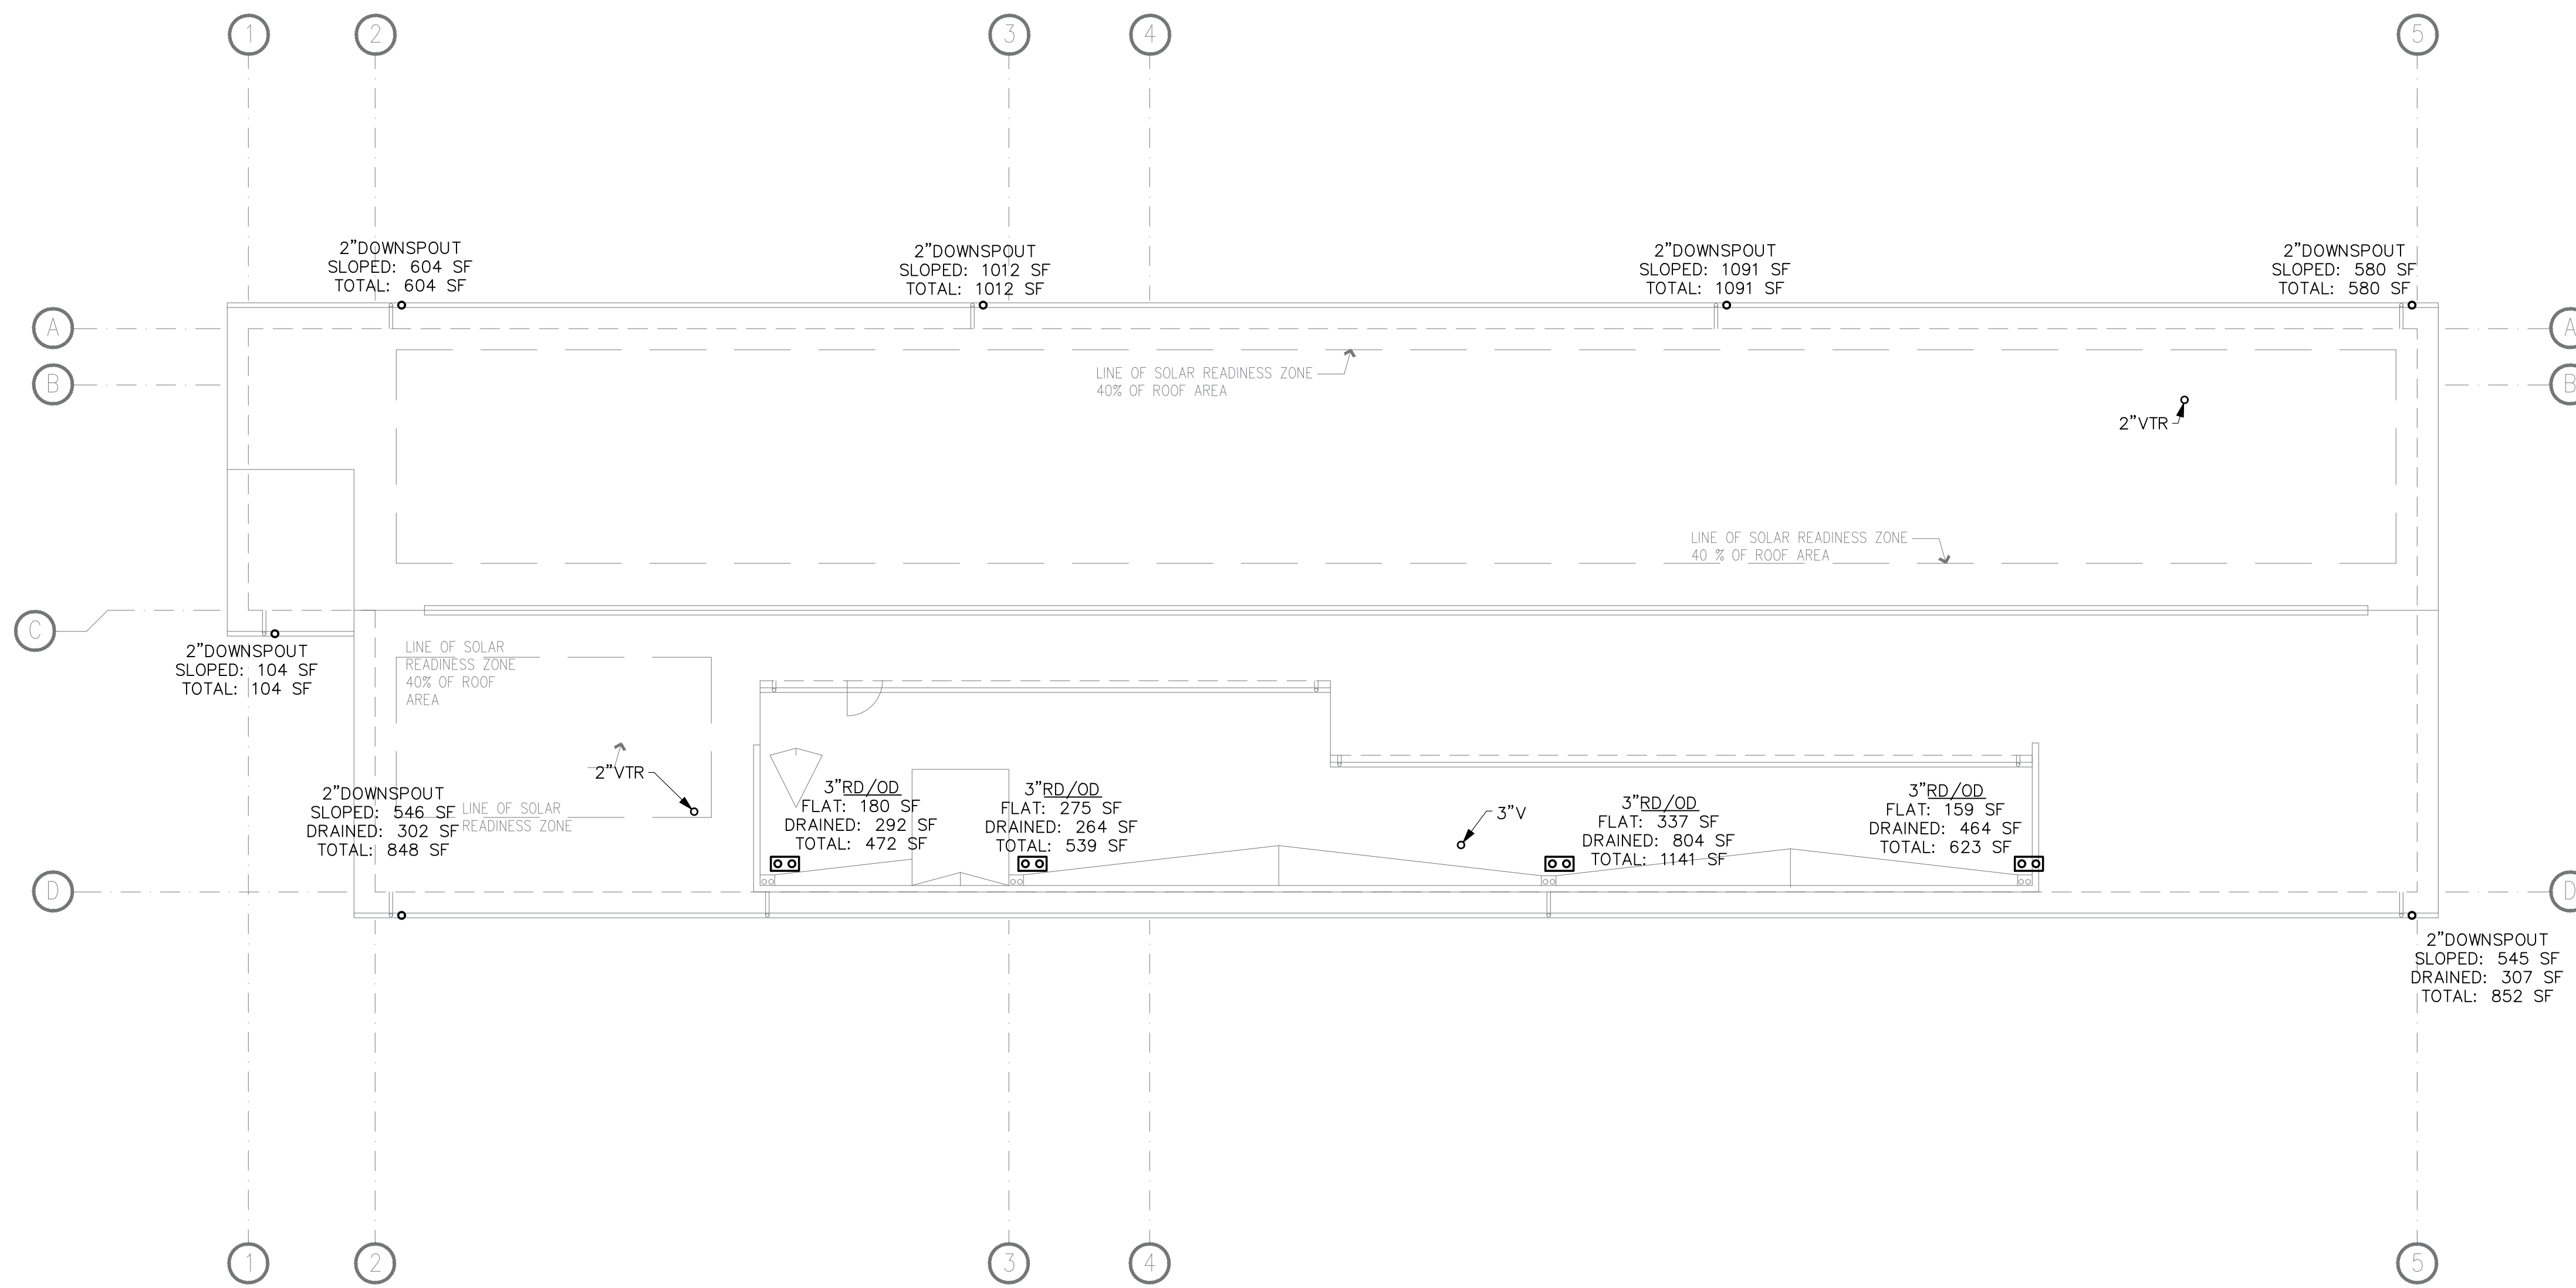 1
2
3
4
5
2”DOWNSPOUT
SLOPED: 604 SF
TOTAL: 604 SF
2”DOWNSPOUT
SLOPED: 1012 SF
TOTAL: 1012 SF
2”DOWNSPOUT
SLOPED: 1091 SF
TOTAL: 1091 SF
2”DOWNSPOUT
SLOPED: 580 SF
TOTAL: 580 SF
A
A
B
B
LINE OF SOLAR READINESS ZONE
40% OF ROOF AREA
2”VTR
LINE OF SOLAR READINESS ZONE
40 % OF ROOF AREA
C
2”DOWNSPOUT
SLOPED: 104 SF
TOTAL: 104 SF
LINE OF SOLAR
READINESS ZONE
40% OF ROOF
AREA
2”VTR
2”DOWNSPOUT
SLOPED: 546 SF
DRAINED: 302 SF
TOTAL: 848 SF
LINE OF SOLAR
READINESS ZONE
3”RD/OD
FLAT: 180 SF
DRAINED: 292 SF
TOTAL: 472 SF
3”RD/OD
FLAT: 275 SF
DRAINED: 264 SF
TOTAL: 539 SF
3”V
3”RD/OD
FLAT: 337 SF
DRAINED: 804 SF
TOTAL: 1141 SF
3”RD/OD
FLAT: 159 SF
DRAINED: 464 SF
TOTAL: 623 SF
D
D
2”DOWNSPOUT
SLOPED: 545 SF
DRAINED: 307 SF
TOTAL: 852 SF
1
2
3
4
5